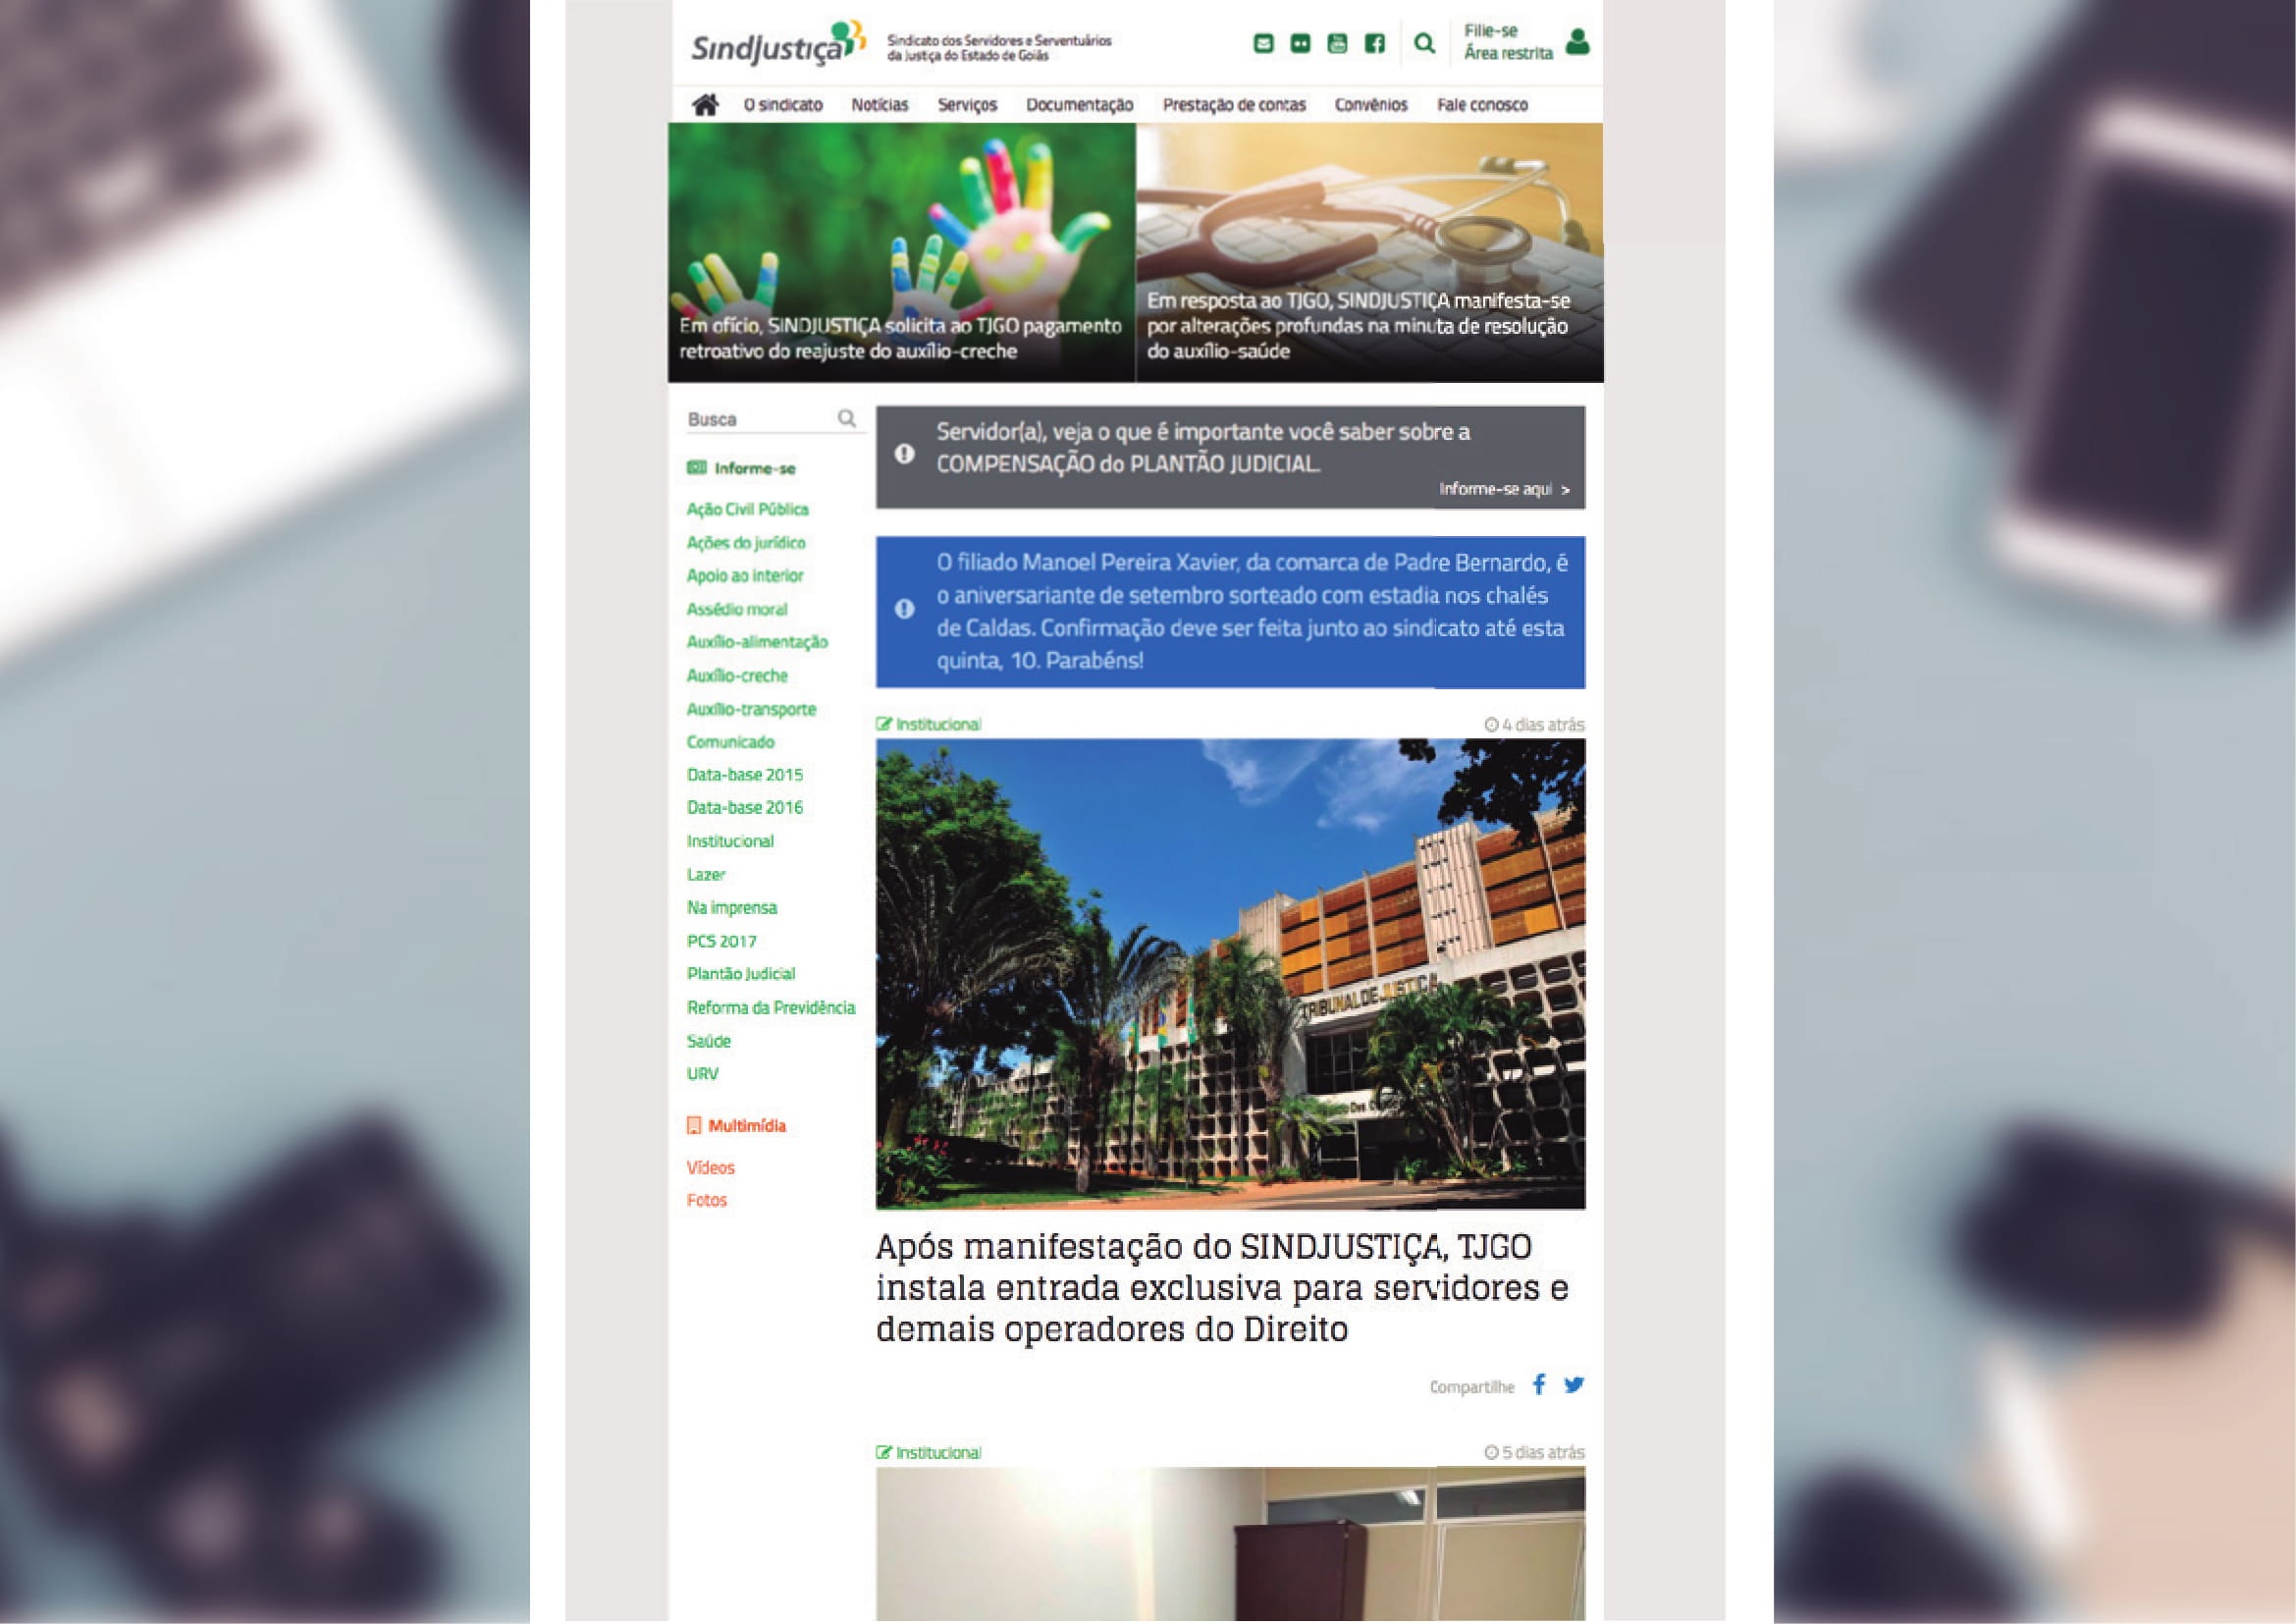 SindJustiça
Sindicato dos Servidores e Serventuários
da Justiça do Estado de Goiás
Filie-se
Área restrita
O sindicato Notícias Serviços Documentação Prestação de contas Convênios Fale conosco
Em ofício, SINDJUSTIÇA solicita ao TJGO pagamento
retroativo do reajuste do auxílio-creche
Em resposta ao TJGO, SINDJUSTIÇA manifesta-se
por alterações profundas na minuta de resolução
do auxílio-saúde
Busca
Informe-se
Ação Civil Pública
Ações do jurídico
Apoio ao interior
Assédio moral
Auxílio-alimentação
Auxílio-creche
Auxílio-transporte
Comunicado
Data-base 2015
Data-base 2016
Institucional
Lazer
Na imprensa
PCS 2017
Plantão Judicial
Reforma da Previdência
Saúde
URV
Multimídia
Vídeos
Fotos
Servidor(a), veja o que é importante você saber sobre a
COMPENSAÇÃO do PLANTÃO JUDICIAL.
Informe-se aqui >
O filiado Manoel Pereira Xavier, da comarca de Padre Bernardo, é
o aniversariante de setembro sorteado com estadia nos chalés
de Caldas. Confirmação deve ser feita junto ao sindicato até esta
quinta, 10. Parabéns!
Institucional 4 dias atrás
TRIBUNAL DE JUSTIÇA
Após manifestação do SINDJUSTIÇA, TJGO
instala entrada exclusiva para servidores e
demais operadores do Direito
Compartilhe
Institucional 5 dias atrás